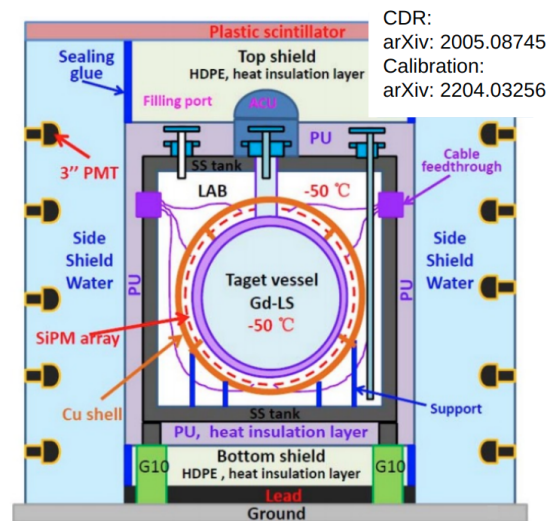 CDR:
arXiv: 2005.08745
Calibration:
arXiv: 2204.03256
Plastic scintillator
Sealing
glue
Top shield
HDPE, heat insulation layer
Filling port
ACU
PU
3'' PMT
SS tank
Cable
feedthrough
LAB
-50 ℃
Side
Shield
Water
PU
Taget vessel
Gd-LS
-50 ℃
PU
Side
Shield
Water
SiPM array
Cu shell
Support
SS tank
PU, heat insulation layer
G10
Bottom shield
HDPE , heat insulation layer
G10
Lead
Ground